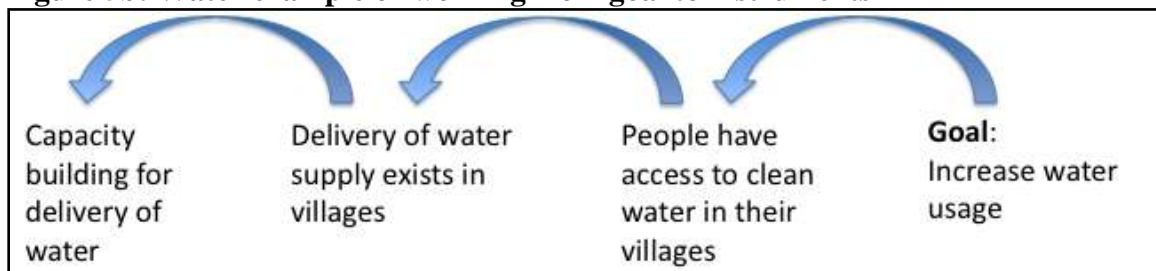 Capacity
building for
delivery of
water
Delivery of water
supply exists in
villages
People have
access to clean
water in their
villages
Goal:
Increase water
usage